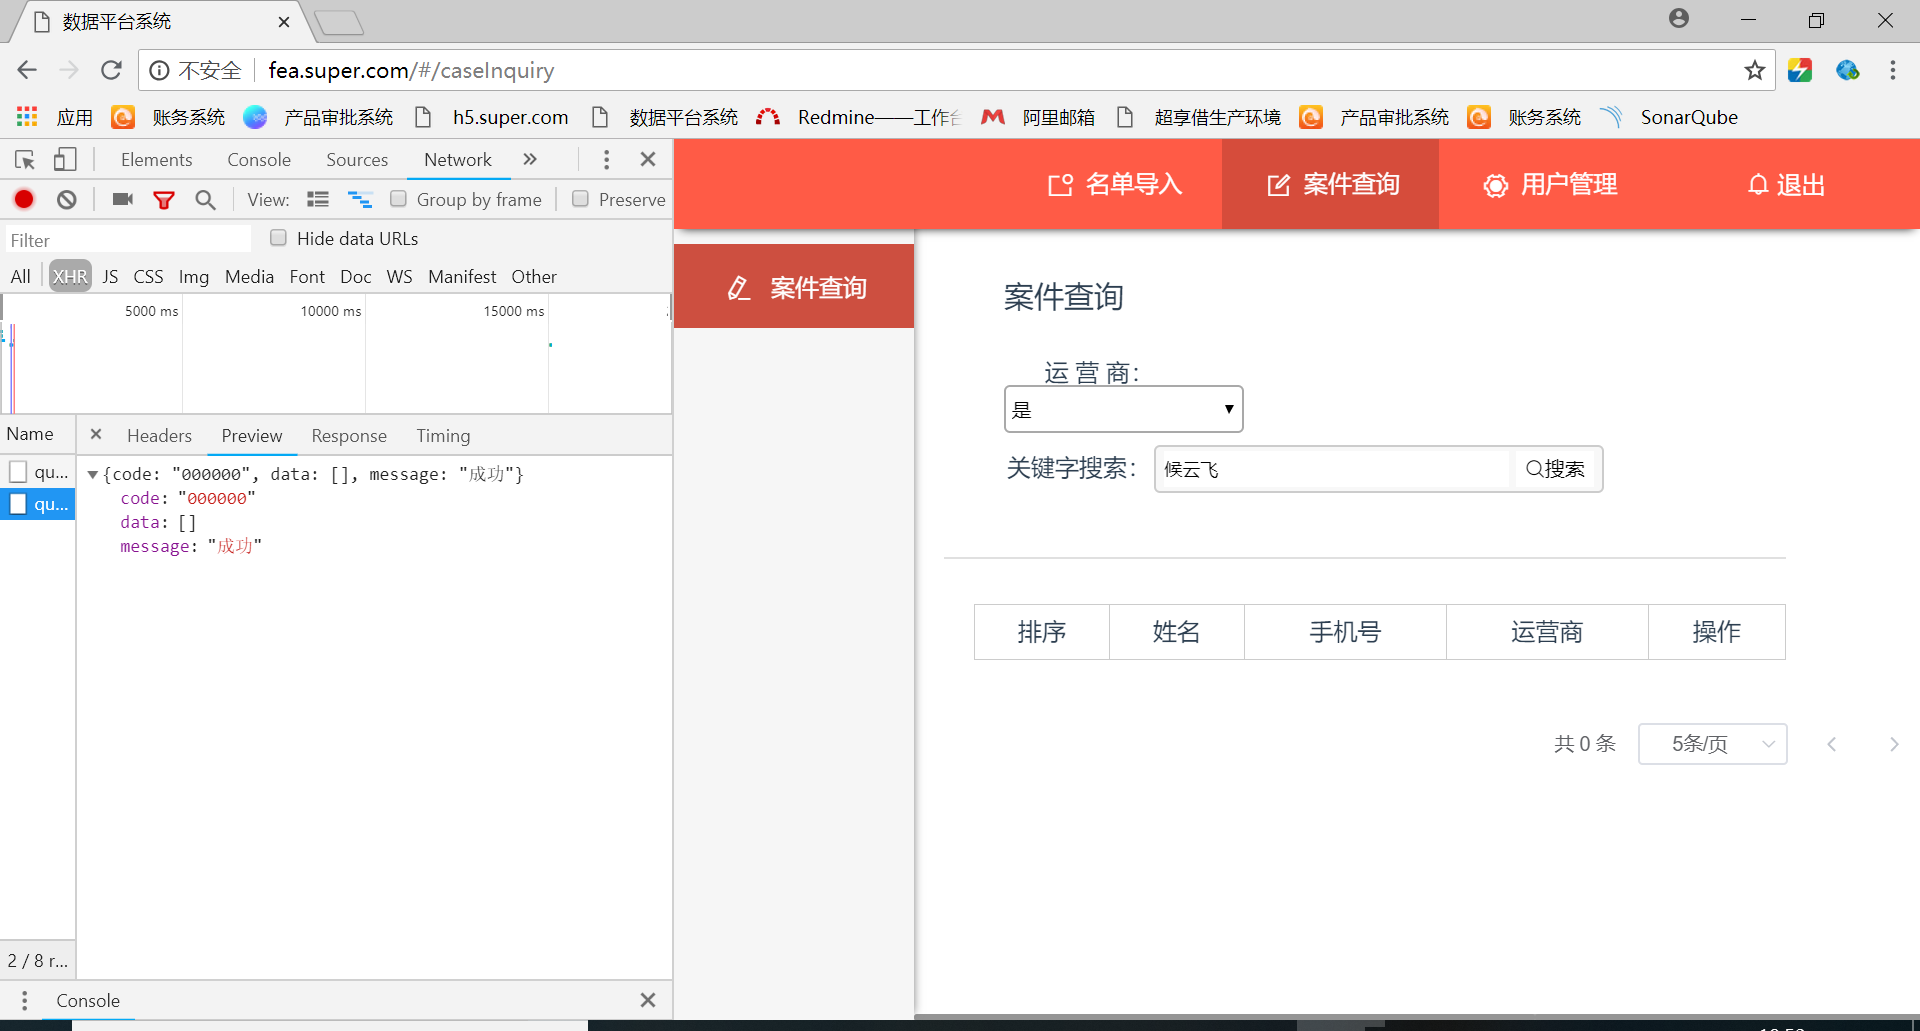 数据平台系统
不安全 fea.super.com/#/caseInquiry
应用 账务系统 产品审批系统 h5.super.com 数据平台系统 Redmine——工作台 阿里邮箱 超享借生产环境 产品审批系统 账务系统 SonarQube
Elements Console Sources Network »
View: Group by frame Preserve
Filter Hide data URLs
All XHR JS CSS Img Media Font Doc WS Manifest Other
5000 ms 10000 ms 15000 ms
Name Headers Preview Response Timing
qu...
qu...
{code: "000000", data: [], message: "成功"}
code: "000000"
data: []
message: "成功"
2 / 8 r...
Console
名单导入 案件查询 用户管理 退出
案件查询
案件查询
运 营 商：
是
关键字搜索： 候云飞 搜索
排序 姓名 手机号 运营商 操作
共 0 条 5条/页